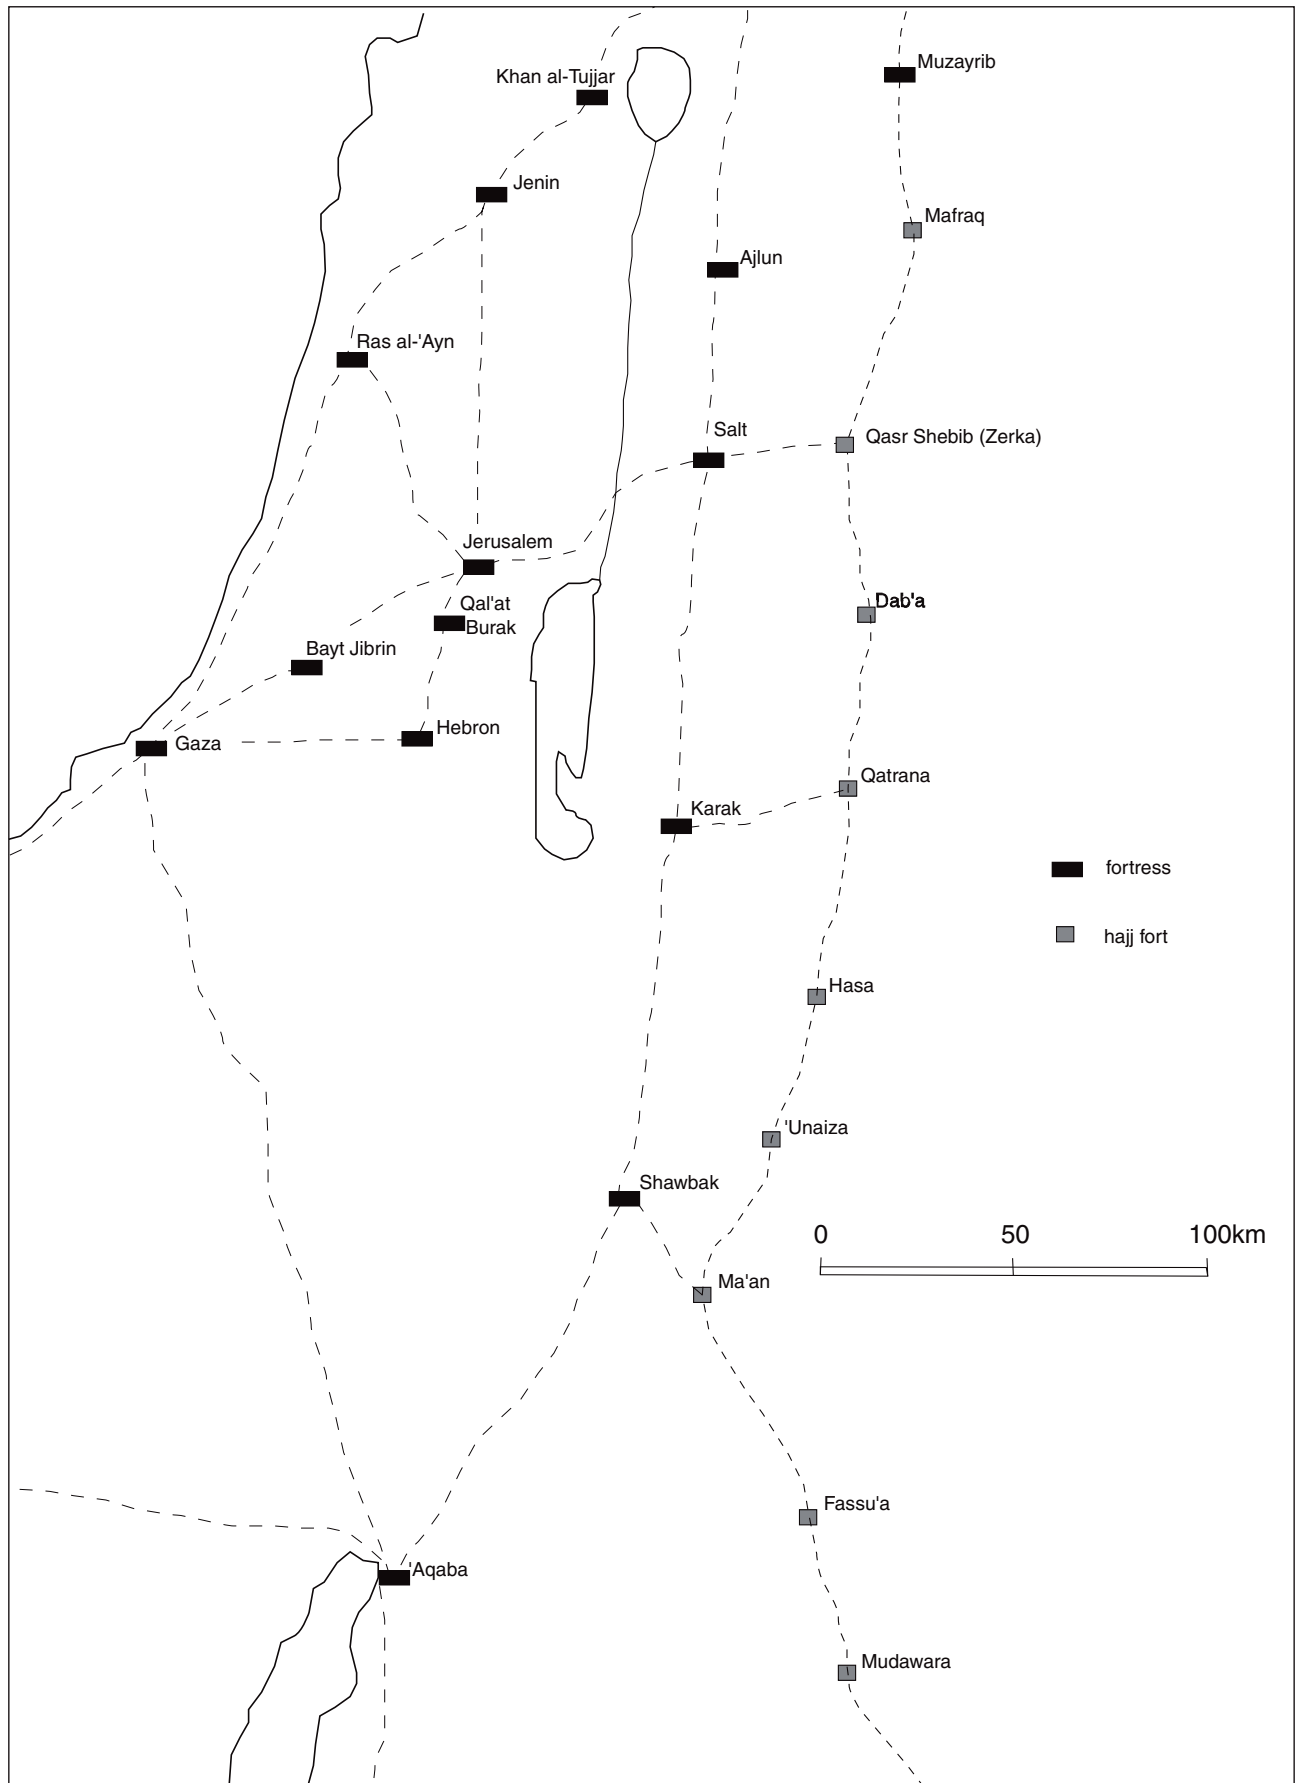 Muzayrib
Khan al-Tujjar
Jenin
Mafraq
Ajlun
Ras al-'Ayn
Salt
Qasr Shebib (Zerka)
Jerusalem
Qal'at
Burak
Dab'a
Bayt Jibrin
Hebron
Gaza
Qatrana
Karak
fortress
hajj fort
Hasa
'Unaiza
Shawbak
0 50 100km
Ma'an
Fassu'a
'Aqaba
Mudawara